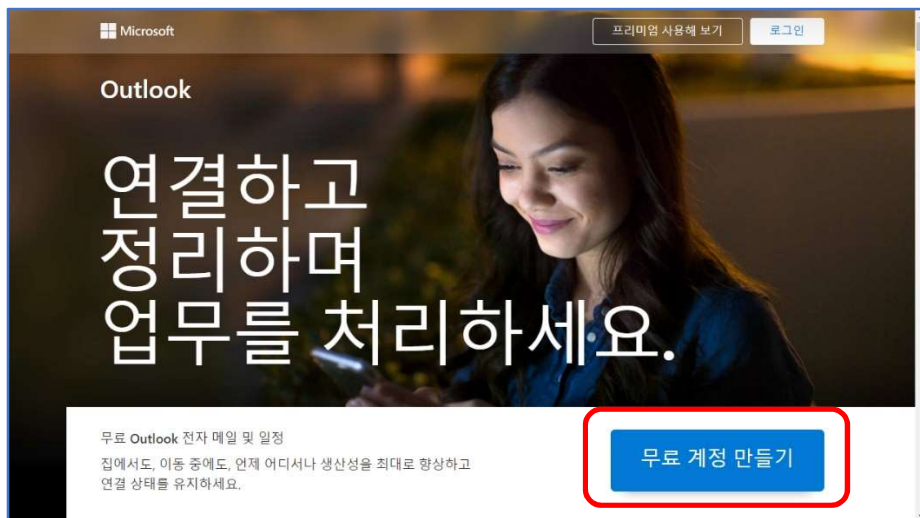 Microsoft
프리미엄 사용해 보기
로그인
Outlook
연결하고
정리하며
업무를 처리하세요.
무료 Outlook 전자 메일 및 일정
집에서도, 이동 중에도, 언제 어디서나 생산성을 최대로 향상하고
연결 상태를 유지하세요.
무료 계정 만들기